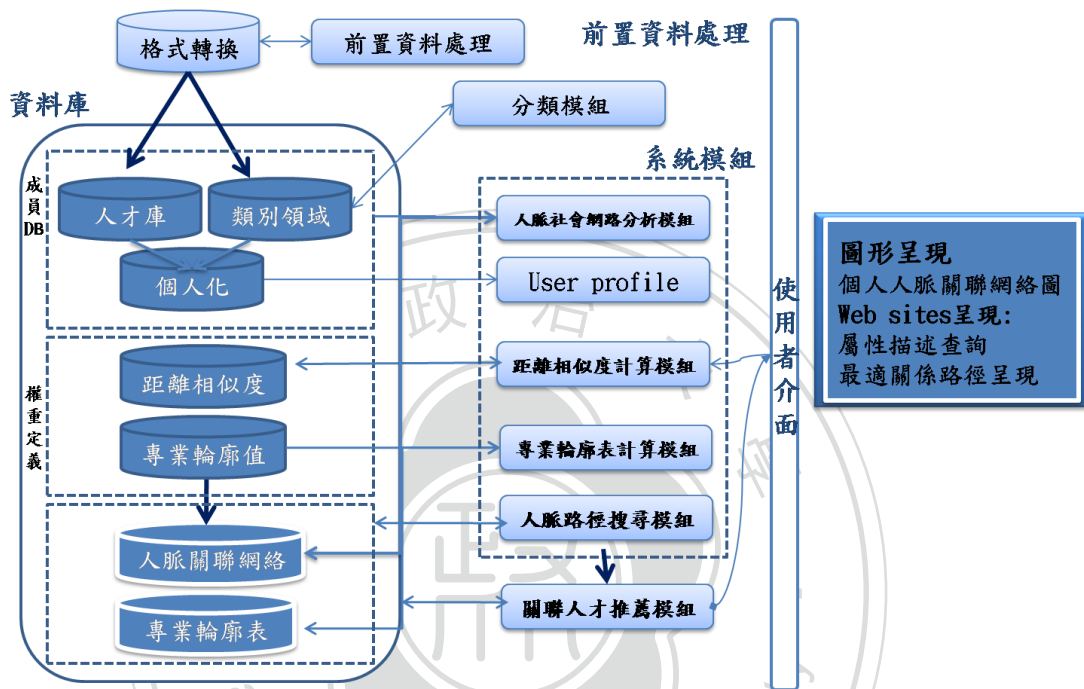 格式轉換
前置資料處理
前置資料處理
資料庫
分類模組
系統模組
成員DB
人才庫
類別領域
個人化
人脈社會網路分析模組
User profile
使用者介面
圖形呈現
個人人脈關聯網絡圖
Web sites呈現:
屬性描述查詢
最適關係路徑呈現
權重定義
距離相似度
距離相似度計算模組
專業輪廓值
專業輪廓表計算模組
人脈關聯網絡
人脈路徑搜尋模組
專業輪廓表
關聯人才推薦模組
政 治